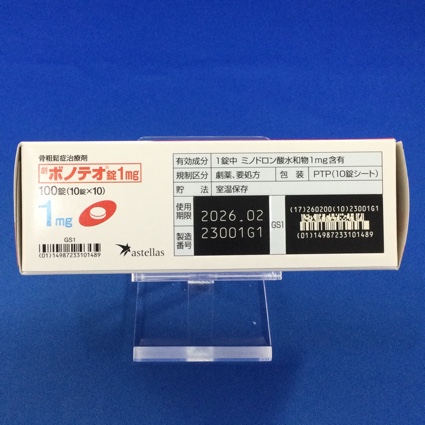 骨粗鬆症治療剤
ボノテオ錠1mg
100錠(10錠×10)
1mg
GS1
(01)14987233101489
astellas
有効成分 1錠中 ミノドロン酸水和物1mg含有
規制区分 劇薬、要処方 包装 PTP(10錠シート)
貯法 室温保存
使用期限 2026.02
製造番号 23001G1
GS1
(17)260200(10)23001G1
(01)14987233101489